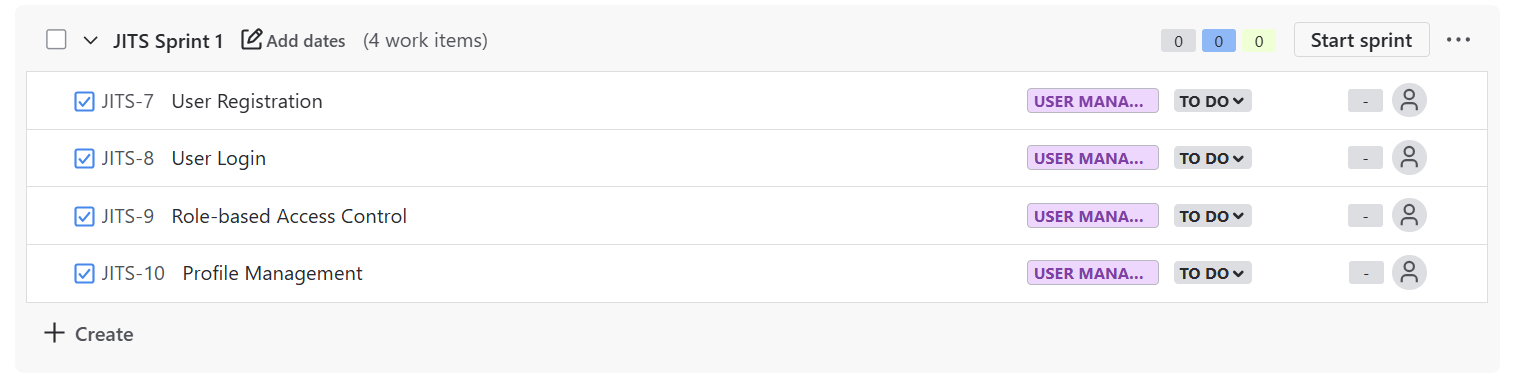 JITS Sprint 1 Add dates (4 work items) 0 0 0 Start sprint
JITS-7 User Registration USER MANA... TO DO -
JITS-8 User Login USER MANA... TO DO -
JITS-9 Role-based Access Control USER MANA... TO DO -
JITS-10 Profile Management USER MANA... TO DO -
Create